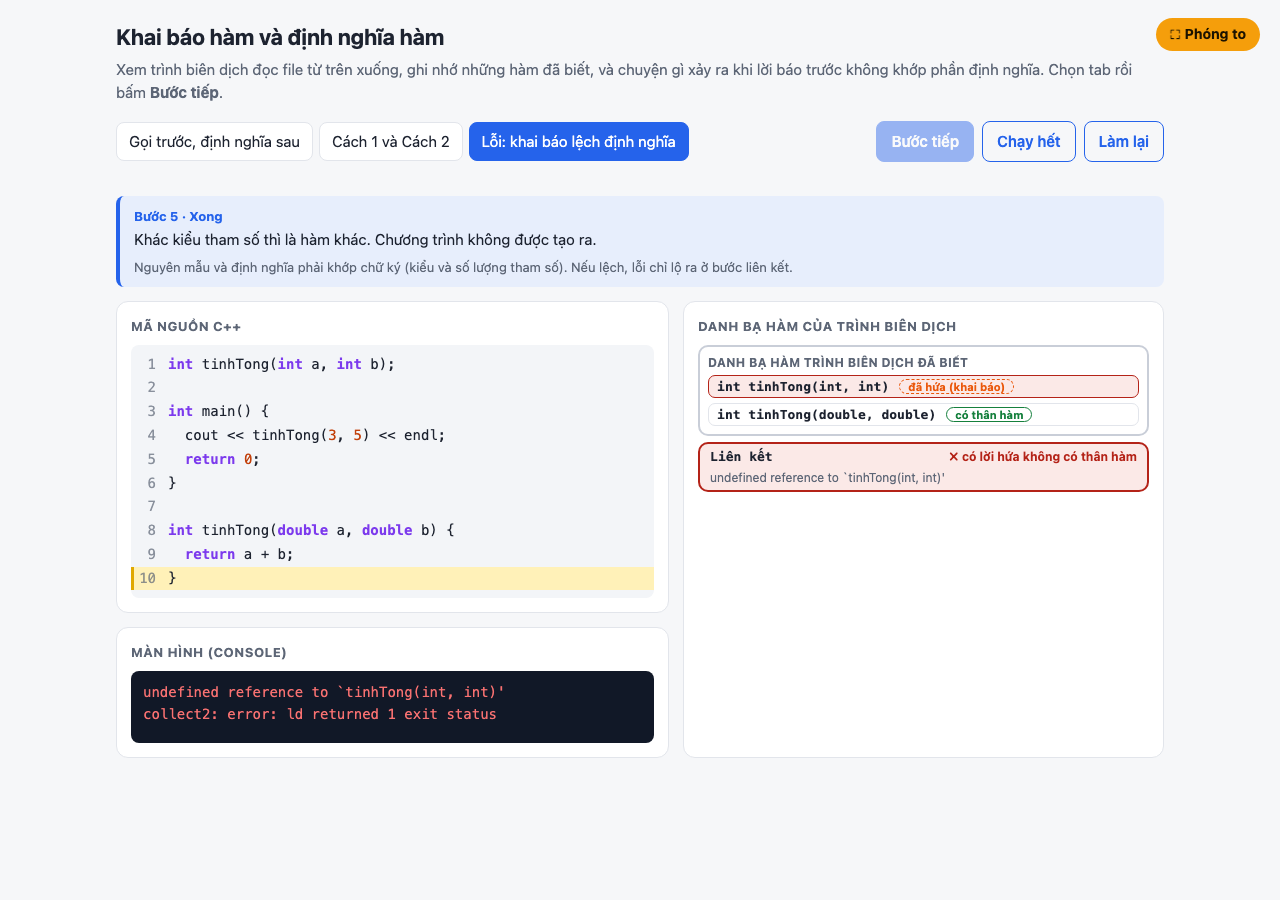 Khai báo hàm và định nghĩa hàm
⛶ Phóng to
Xem trình biên dịch đọc file từ trên xuống, ghi nhớ những hàm đã biết, và chuyện gì xảy ra khi lời báo trước không khớp phần định nghĩa. Chọn tab rồi
bấm Bước tiếp.
Gọi trước, định nghĩa sau
Cách 1 và Cách 2
Lỗi: khai báo lệch định nghĩa
Bước tiếp
Chạy hết
Làm lại
Bước 5 · Xong
Khác kiểu tham số thì là hàm khác. Chương trình không được tạo ra.
Nguyên mẫu và định nghĩa phải khớp chữ ký (kiểu và số lượng tham số). Nếu lệch, lỗi chỉ lộ ra ở bước liên kết.
MÃ NGUỒN C++
1 int tinhTong(int a, int b);
2
3 int main() {
4   cout << tinhTong(3, 5) << endl;
5   return 0;
6 }
7
8 int tinhTong(double a, double b) {
9   return a + b;
10 }
MÀN HÌNH (CONSOLE)
undefined reference to `tinhTong(int, int)'
collect2: error: ld returned 1 exit status
DANH BẠ HÀM CỦA TRÌNH BIÊN DỊCH
DANH BẠ HÀM TRÌNH BIÊN DỊCH ĐÃ BIẾT
int tinhTong(int, int) đã hứa (khai báo)
int tinhTong(double, double) có thân hàm
Liên kết ✕ có lời hứa không có thân hàm
undefined reference to `tinhTong(int, int)'